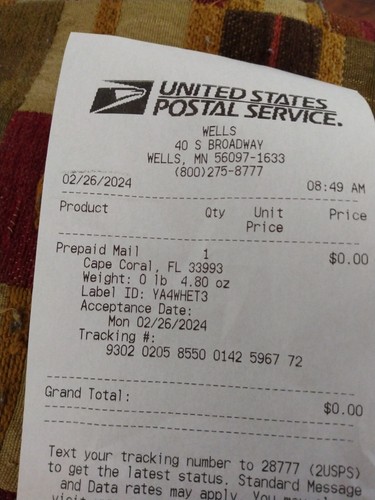 UNITED STATES
POSTAL SERVICE.
WELLS
40 S BROADWAY
WELLS, MN 56097-1633
(800)275-8777
02/26/2024 08:49 AM
Product Qty Unit Price
Price
Prepaid Mail 1 $0.00
Cape Coral, FL 33993
Weight: 0 lb 4.80 oz
Label ID: YA4WHET3
Acceptance Date:
Mon 02/26/2024
Tracking #:
9302 0205 8550 0142 5967 72
Grand Total: $0.00
Text your tracking number to 28777 (2USPS)
to get the latest status. Standard Message
and Data rates may apply. You may
visit